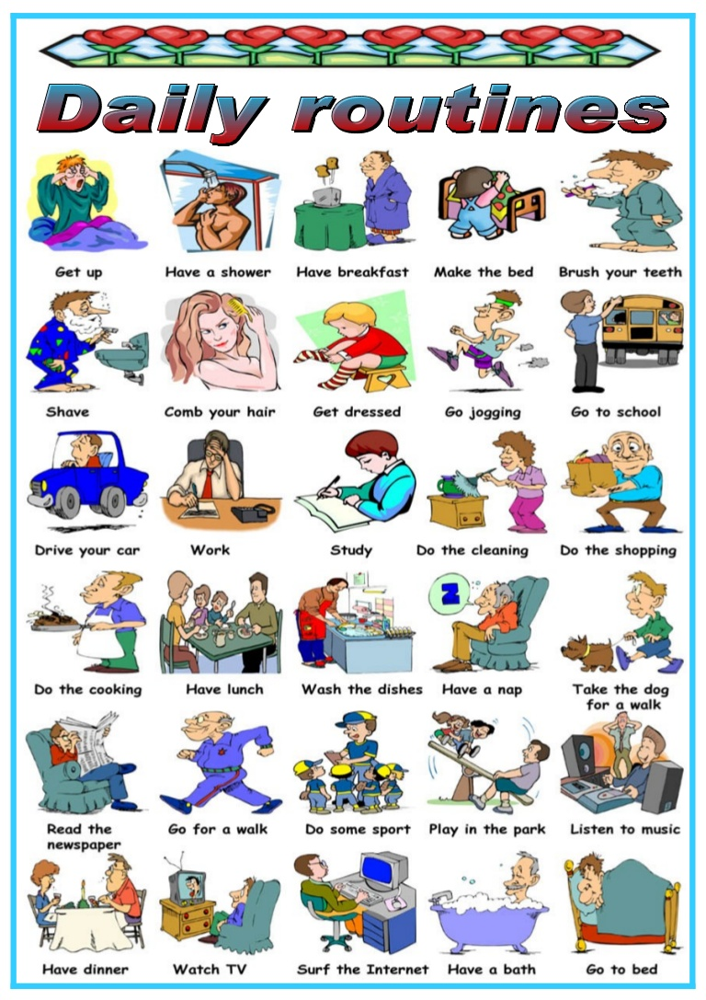 Daily routines
Get up
Have a shower
Have breakfast
Make the bed
Brush your teeth
Shave
Comb your hair
Get dressed
Go jogging
Go to school
Drive your car
Work
Study
Do the cleaning
Do the shopping
Do the cooking
Have lunch
Wash the dishes
Z
Have a nap
Take the dog
for a walk
Read the
newspaper
Go for a walk
Do some sport
Play in the park
Listen to music
Have dinner
Watch TV
Surf the Internet
Have a bath
Go to bed